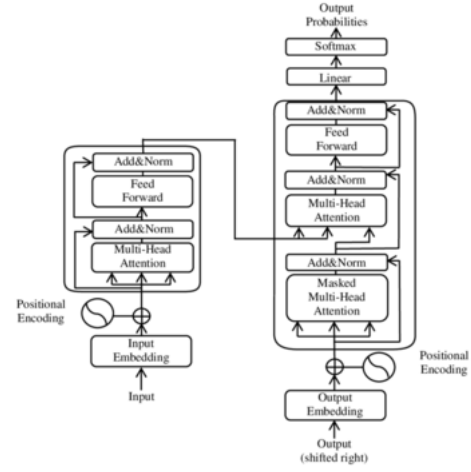 Output
Probabilities
Softmax
Linear
Add&Norm
Feed
Forward
Add&Norm
Multi-Head
Attention
Add&Norm
Masked
Multi-Head
Attention
Positional
Encoding
Output
Embedding
Output
(shifted right)
Add&Norm
Feed
Forward
Add&Norm
Multi-Head
Attention
Positional
Encoding
Input
Embedding
Input